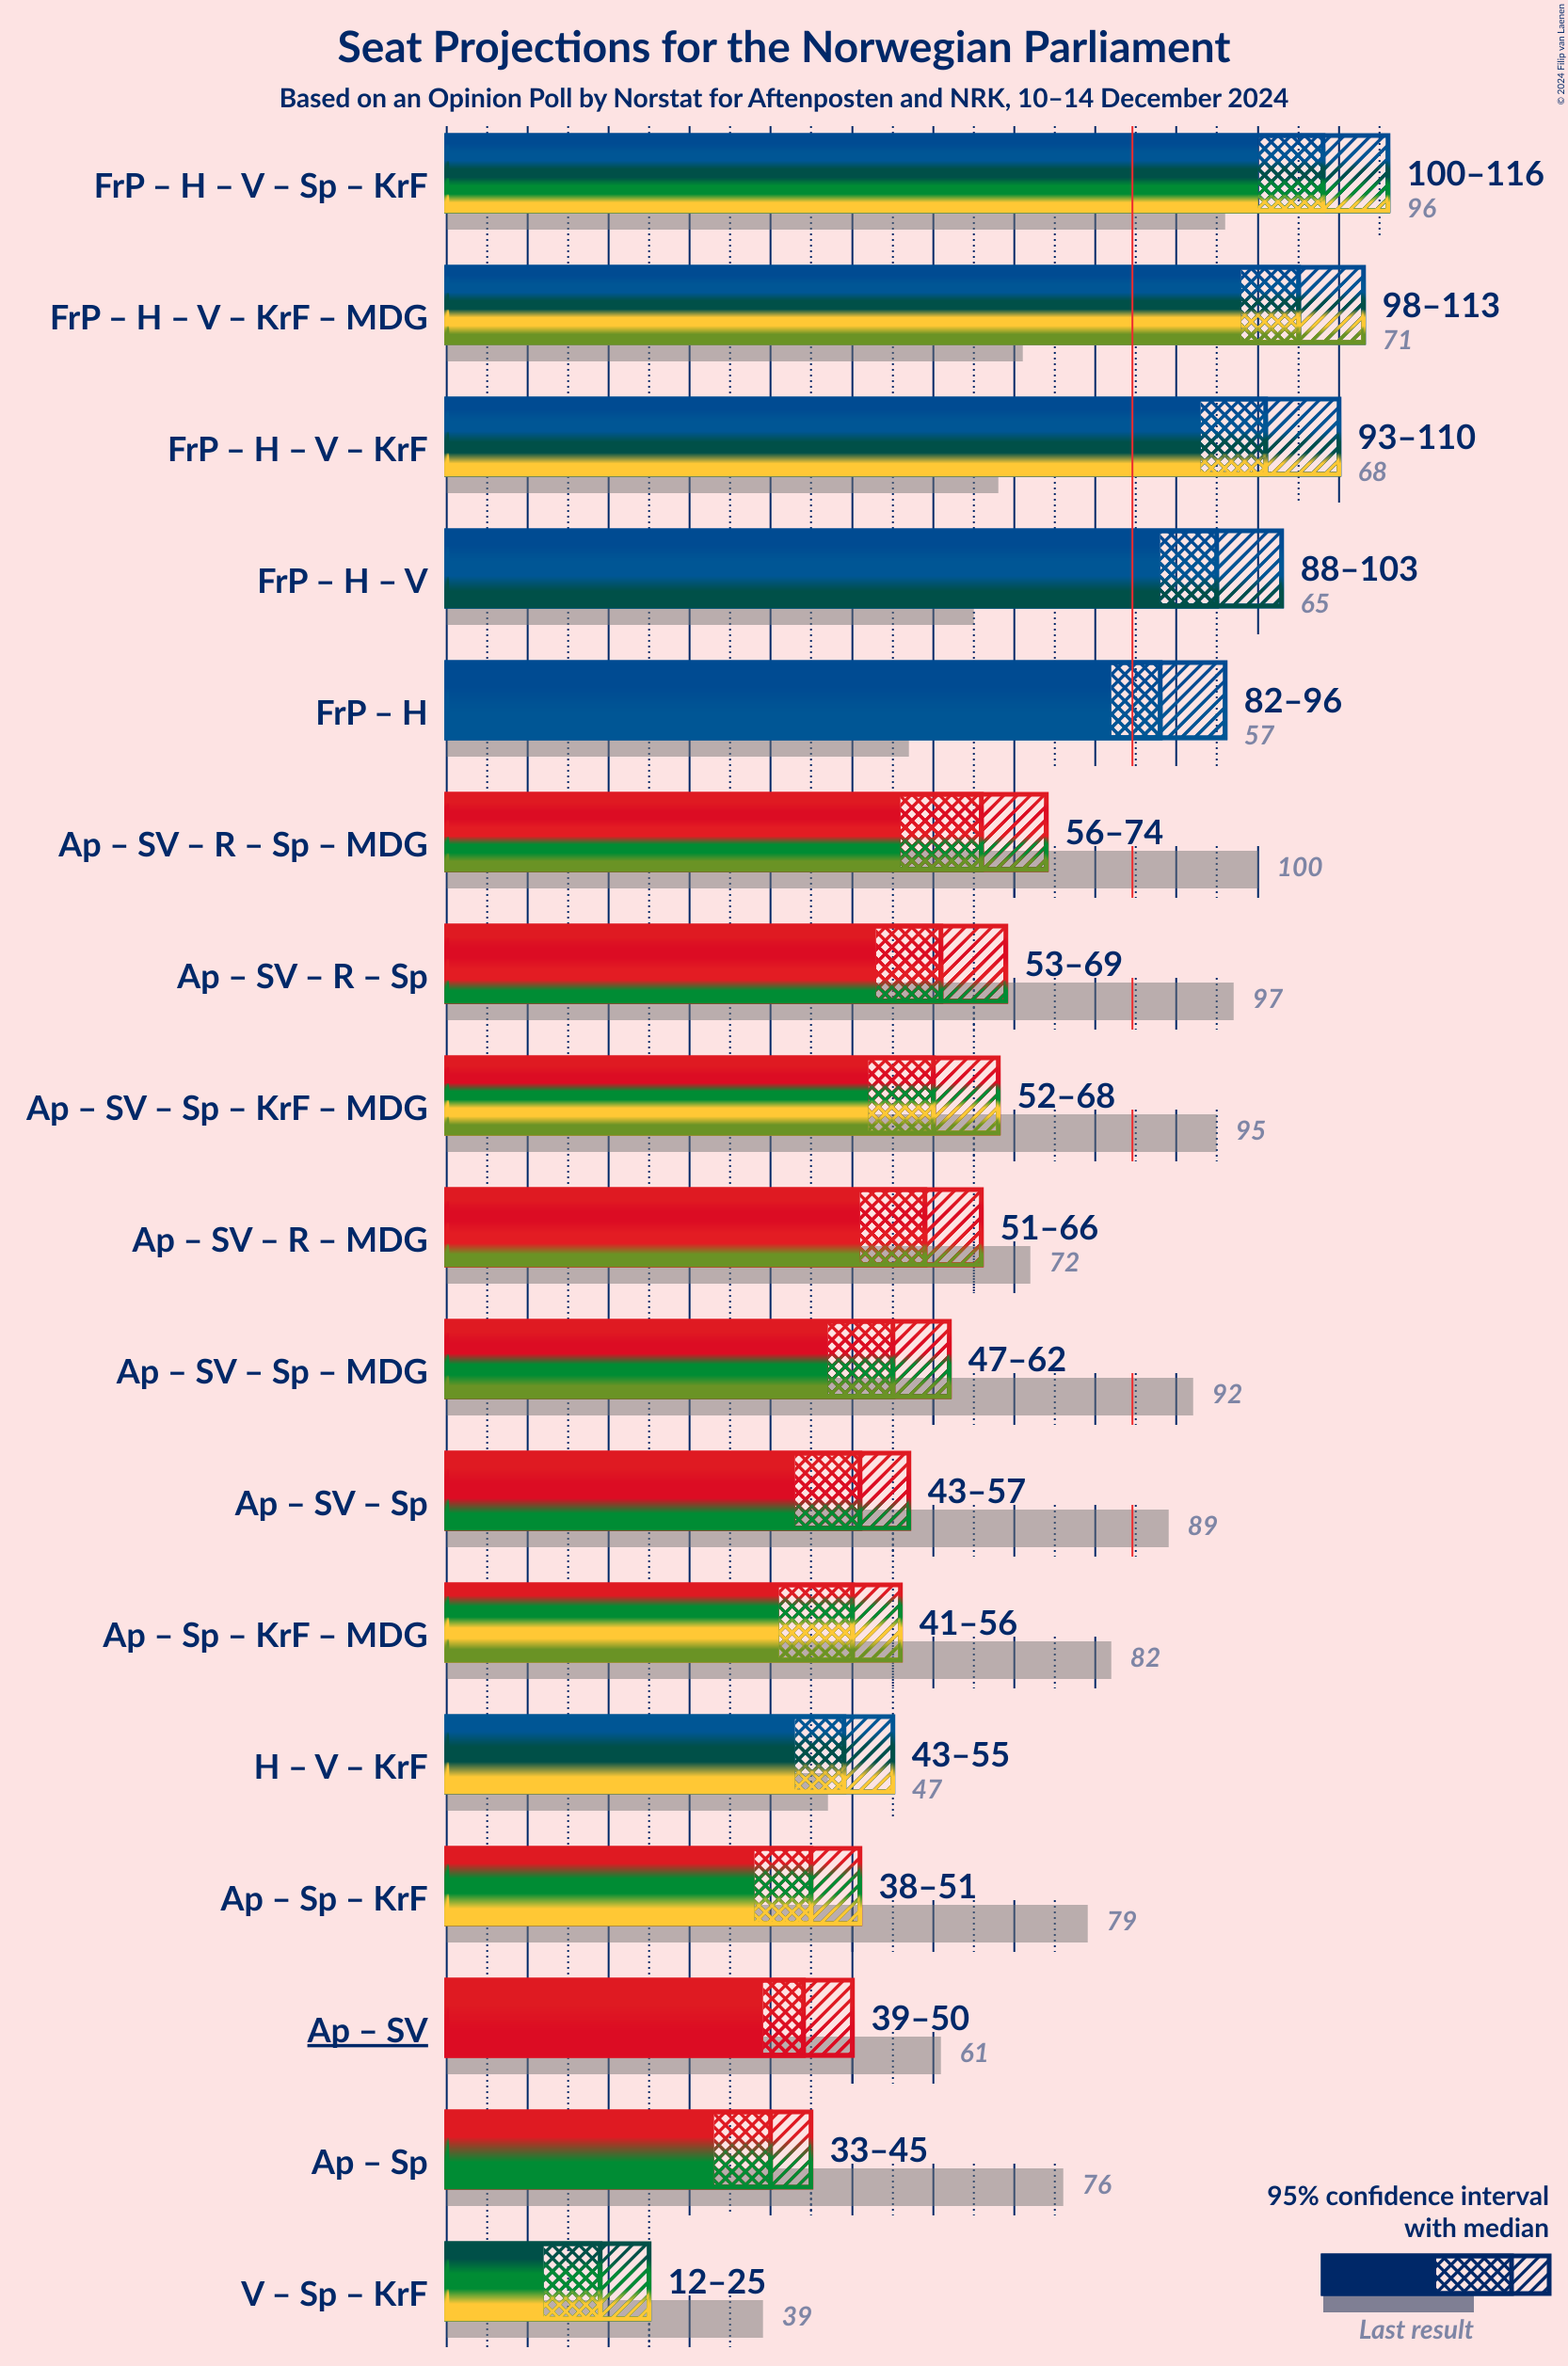 Seat Projections for the Norwegian Parliament
Based on an Opinion Poll by Norstat for Aftenposten and NRK, 10–14 December 2024
© 2024 Filip van Laenen
FrP – H – V – Sp – KrF
100–116
96
FrP – H – V – KrF – MDG
98–113
71
FrP – H – V – KrF
93–110
68
FrP – H – V
88–103
65
FrP – H
82–96
57
Ap – SV – R – Sp – MDG
56–74
100
Ap – SV – R – Sp
53–69
97
Ap – SV – Sp – KrF – MDG
52–68
95
Ap – SV – R – MDG
51–66
72
Ap – SV – Sp – MDG
47–62
92
Ap – SV – Sp
43–57
89
Ap – Sp – KrF – MDG
41–56
82
H – V – KrF
43–55
47
Ap – Sp – KrF
38–51
79
Ap – SV
39–50
61
Ap – Sp
33–45
76
V – Sp – KrF
12–25
39
95% confidence interval
with median
Last result